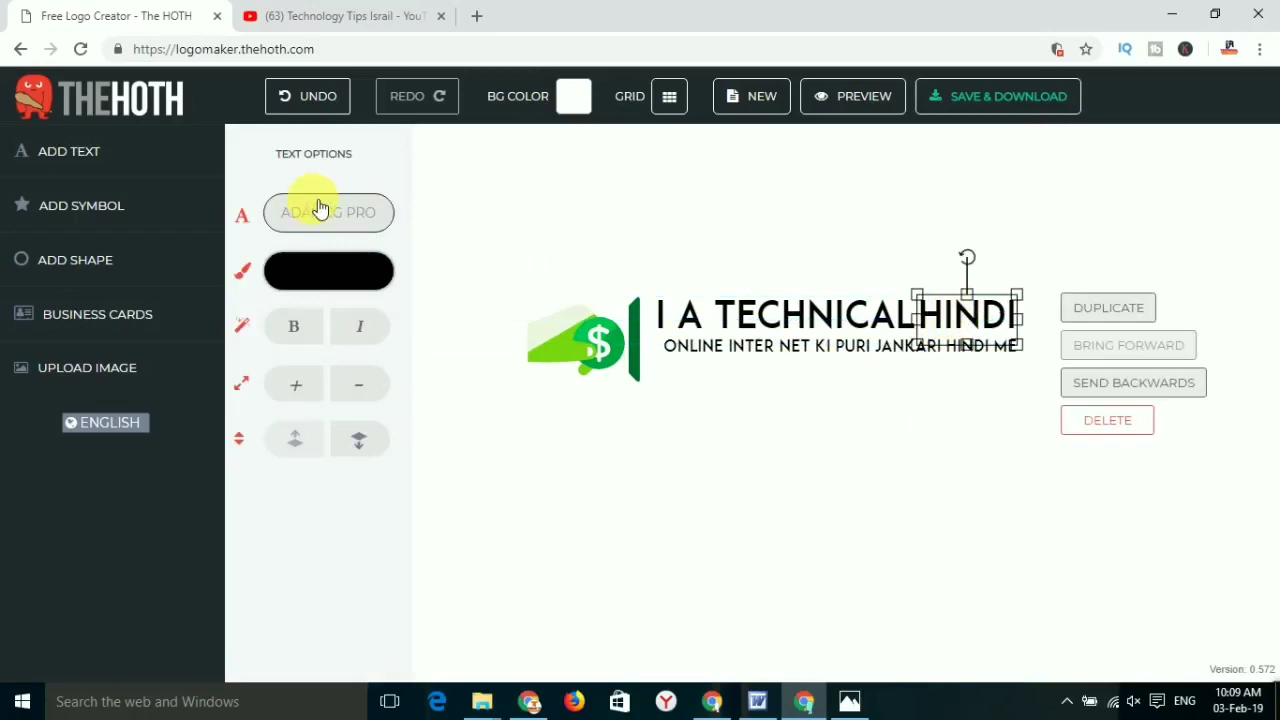 Free Logo Creator - The HOTH
(63) Technology Tips Israil - YouT
https://logomaker.thehoth.com
THEHOTH
UNDO
REDO
BG COLOR
GRID
NEW
PREVIEW
SAVE & DOWNLOAD
ADD TEXT
ADD SYMBOL
ADD SHAPE
BUSINESS CARDS
UPLOAD IMAGE
ENGLISH
TEXT OPTIONS
PRO
B I
+ -
I A TECHNICALHINDI
ONLINE INTER NET KI PURI JANKARI HINDI ME
DUPLICATE
BRING FORWARD
SEND BACKWARDS
DELETE
Version: 0.572
Search the web and Windows
ENG
10:09 AM
03-Feb-19